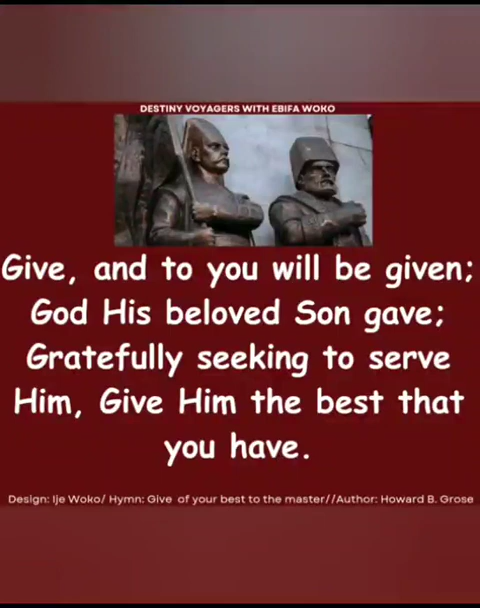 DESTINY VOYAGERS WITH EBIFA WOKO
Give, and to you will be given;
God His beloved Son gave;
Gratefully seeking to serve
Him, Give Him the best that
you have.
Design: Ije Woko/ Hymn: Give of your best to the master//Author: Howard B. Grose